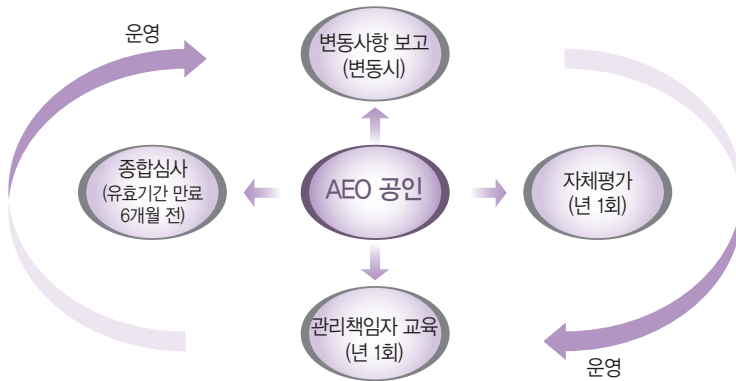 운영
변동사항 보고
(변동시)
종합심사
(유효기간 만료
6개월 전)
AEO 공인
자체평가
(년 1회)
관리책임자 교육
(년 1회)
운영